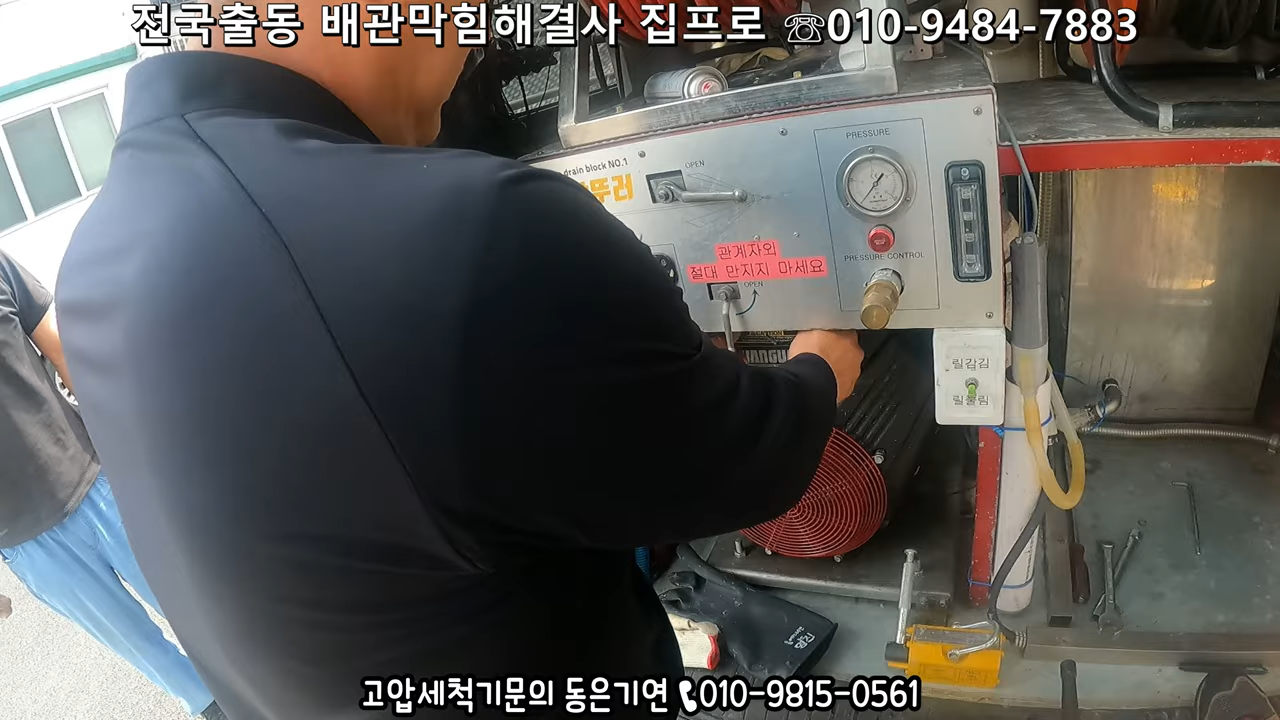 전국출동 배관막힘해결사 집프로 ☎010-9484-7883
drain block NO.1
뚜러
OPEN
PRESSURE
PRESSURE CONTROL
관계자외
절대 만지지 마세요
OPEN
릴감김
릴풀림
고압세척기문의 동은기연 📞010-9815-0561